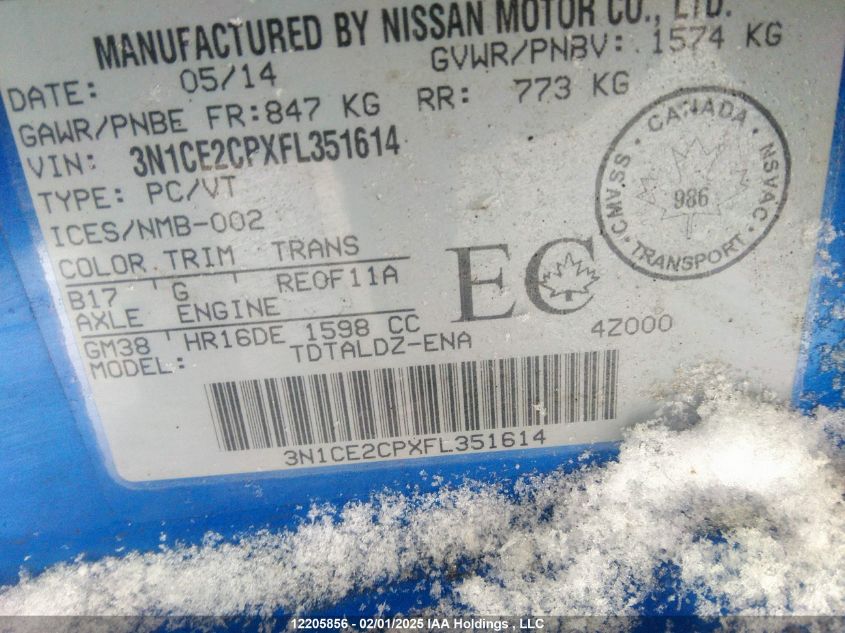 MANUFACTURED BY NISSAN MOTOR CO., LTD.
DATE: 05/14 GVWR/PNBV: 1574 KG
GAWR/PNBE FR:847 KG RR: 773 KG
VIN: 3N1CE2CPXFL351614
TYPE: PC/VT
ICES/NMB-002
COLOR TRIM TRANS
B17 G RE0F11A
AXLE ENGINE
GM38 HR16DE 1598 CC
MODEL: TDTALDZ-ENA 4Z000
EC
CANADA
NSVAC
TRANSPORT
CMVSS
986
3N1CE2CPXFL351614
12205856 - 02/01/2025 IAA Holdings , LLC